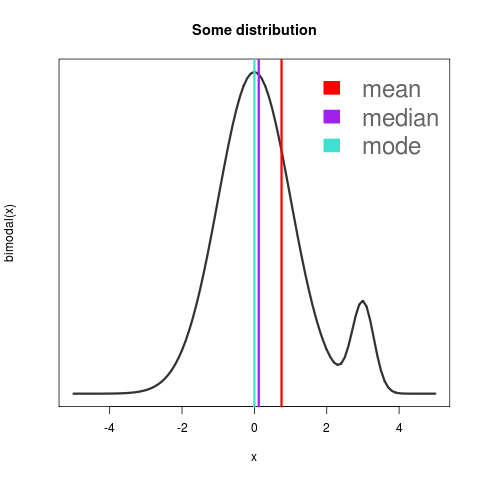 Some distribution
mean
median
mode
bimodal(x)
-4 -2 0 2 4
x